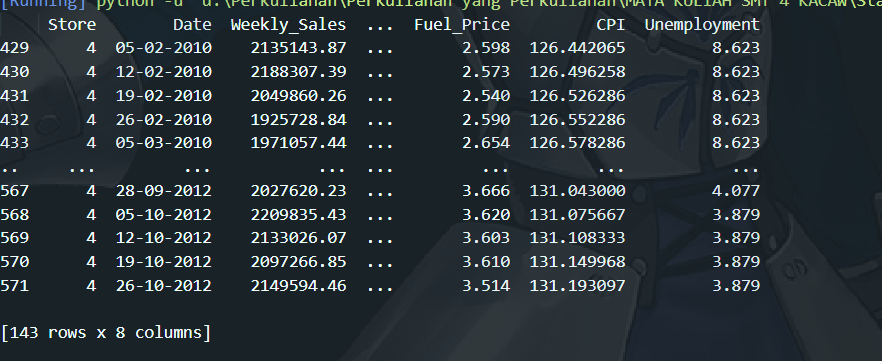 [Running] python -u "d:\Perkuliahan\Perkuliahan yang Perkuliahan\MATA KULIAH SMT 4 KACAW\Sta
Store Date Weekly_Sales ... Fuel_Price CPI Unemployment
429 4 05-02-2010 2135143.87 ... 2.598 126.442065 8.623
430 4 12-02-2010 2188307.39 ... 2.573 126.496258 8.623
431 4 19-02-2010 2049860.26 ... 2.540 126.526286 8.623
432 4 26-02-2010 1925728.84 ... 2.590 126.552286 8.623
433 4 05-03-2010 1971057.44 ... 2.654 126.578286 8.623
.. ... ... ... ... ... ... ...
567 4 28-09-2012 2027620.23 ... 3.666 131.043000 4.077
568 4 05-10-2012 2209835.43 ... 3.620 131.075667 3.879
569 4 12-10-2012 2133026.07 ... 3.603 131.108333 3.879
570 4 19-10-2012 2097266.85 ... 3.610 131.149968 3.879
571 4 26-10-2012 2149594.46 ... 3.514 131.193097 3.879
[143 rows x 8 columns]